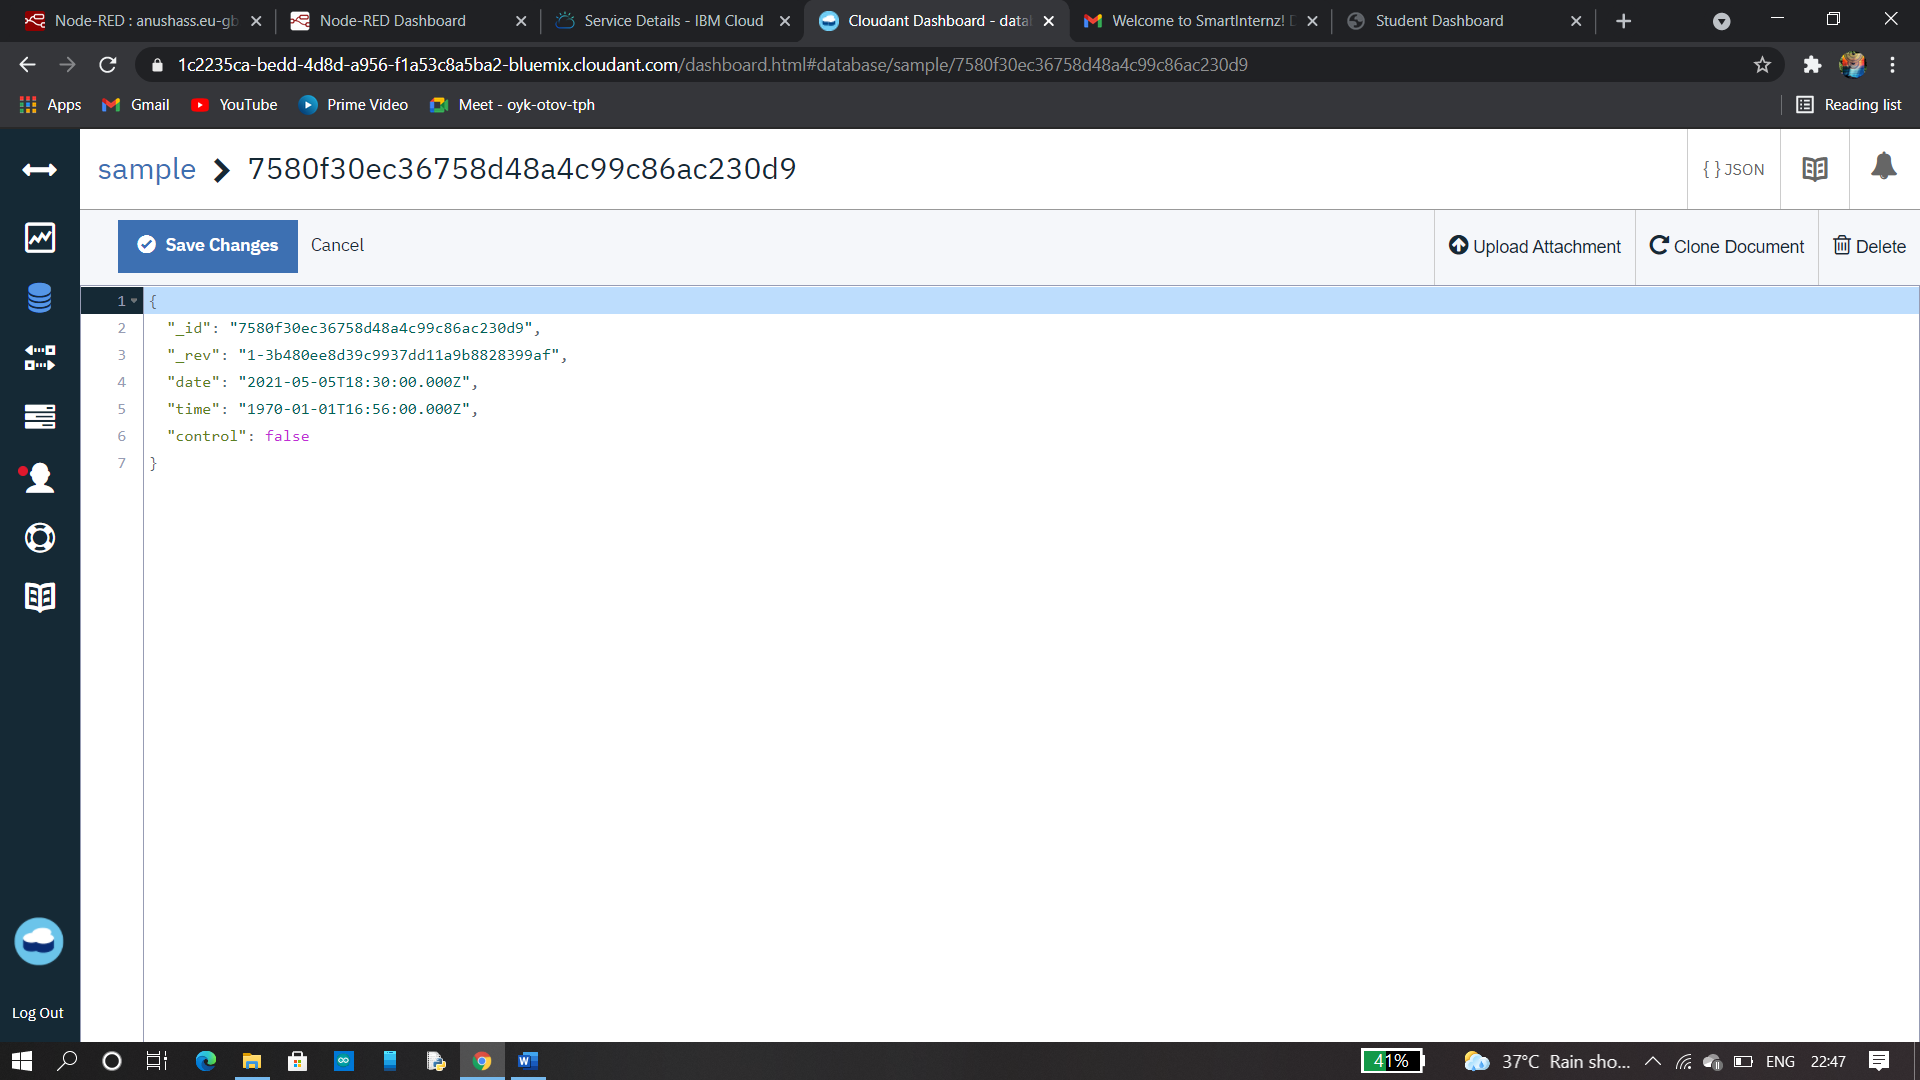 Node-RED : anushass.eu-gb
Node-RED Dashboard
Service Details - IBM Cloud
Cloudant Dashboard - data
Welcome to SmartInternz! D
Student Dashboard
1c2235ca-bedd-4d8d-a956-f1a53c8a5ba2-bluemix.cloudant.com/dashboard.html#database/sample/7580f30ec36758d48a4c99c86ac230d9
Apps
Gmail
YouTube
Prime Video
Meet - oyk-otov-tph
Reading list
sample
7580f30ec36758d48a4c99c86ac230d9
{ } JSON
Save Changes
Cancel
Upload Attachment
Clone Document
Delete
1 {
2 "_id": "7580f30ec36758d48a4c99c86ac230d9",
3 "_rev": "1-3b480ee8d39c9937dd11a9b8828399af",
4 "date": "2021-05-05T18:30:00.000Z",
5 "time": "1970-01-01T16:56:00.000Z",
6 "control": false
7 }
Log Out
41%
37°C Rain sho...
ENG
22:47